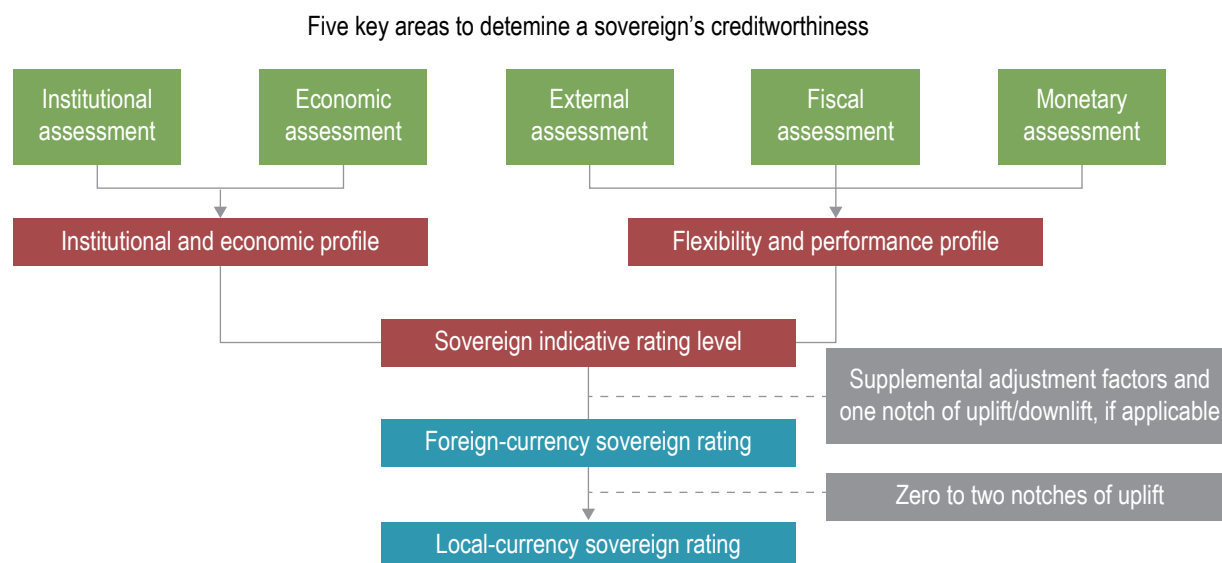 Five key areas to detemine a sovereign’s creditworthiness
Institutional
assessment
Economic
assessment
External
assessment
Fiscal
assessment
Monetary
assessment
Institutional and economic profile
Flexibility and performance profile
Sovereign indicative rating level
Supplemental adjustment factors and
one notch of uplift/downlift, if applicable
Foreign-currency sovereign rating
Zero to two notches of uplift
Local-currency sovereign rating